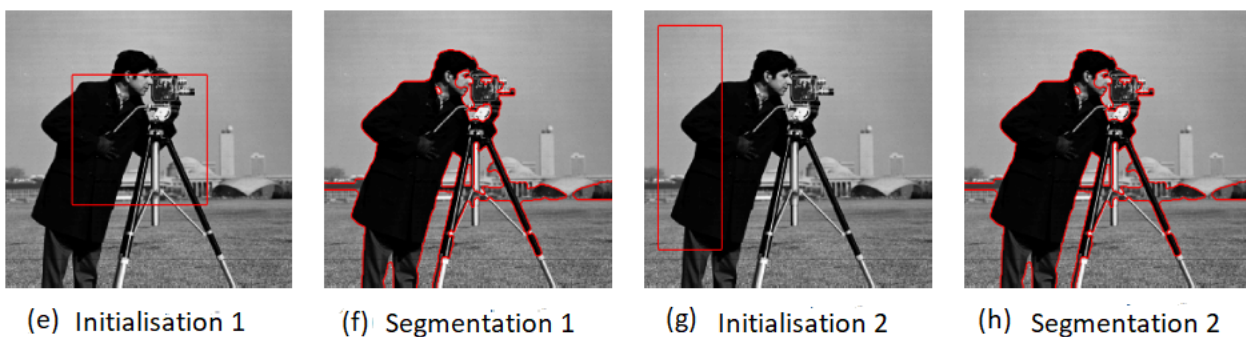 (e) Initialisation 1
(f) Segmentation 1
(g) Initialisation 2
(h) Segmentation 2